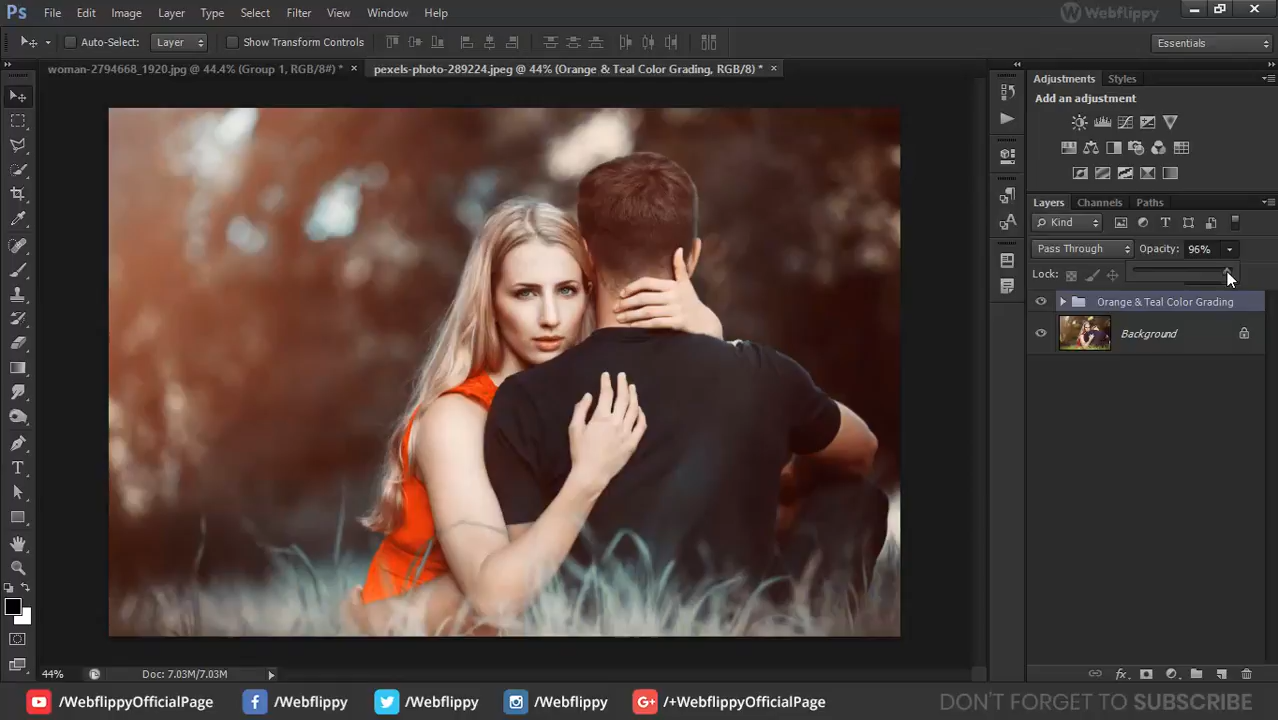 Ps File Edit Image Layer Type Select Filter View Window Help Webflippy
Auto-Select: Layer Show Transform Controls Essentials
woman-2794668_1920.jpg @ 44.4% (Group 1, RGB/8#) * × pexels-photo-289224.jpeg @ 44% (Orange & Teal Color Grading, RGB/8) * ×
Adjustments Styles
Add an adjustment
Layers Channels Paths
Kind
Pass Through Opacity: 96%
Lock:
Orange & Teal Color Grading
Background
44% Doc: 7.03M/7.03M
/WebflippyOfficialPage /Webflippy /Webflippy /Webflippy /+WebflippyOfficialPage DON'T FORGET TO SUBSCRIBE